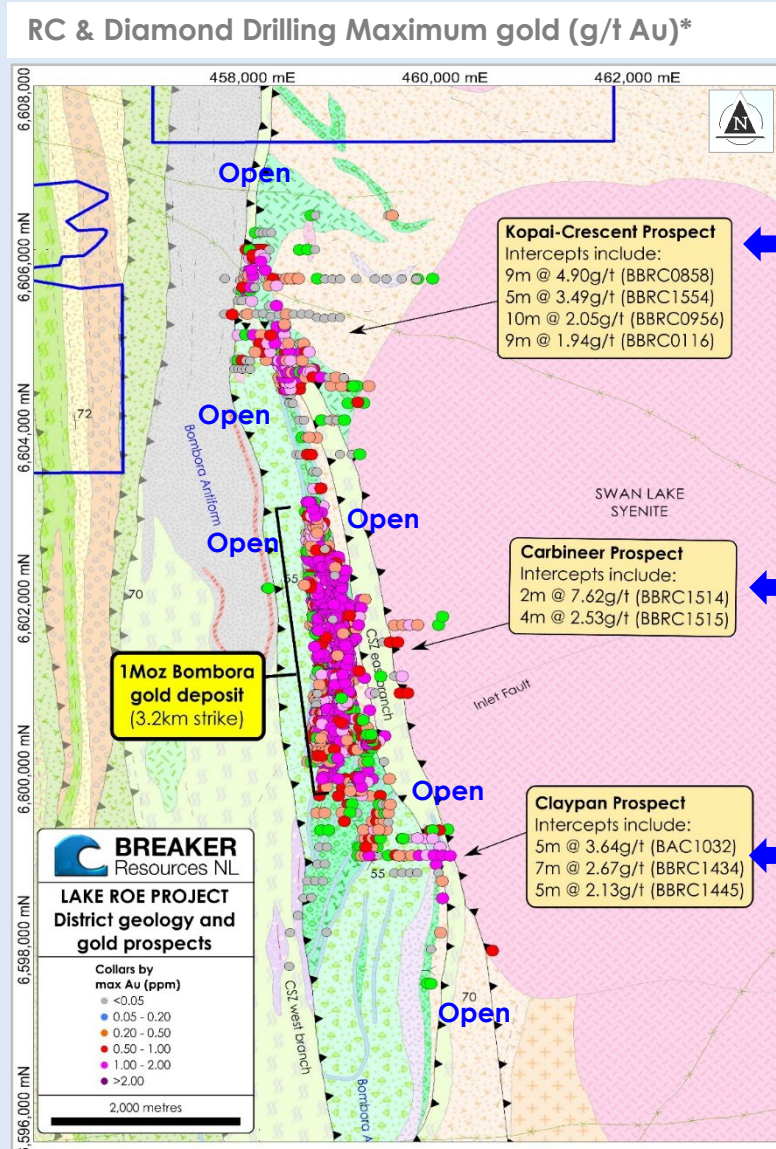 RC & Diamond Drilling Maximum gold (g/t Au)*
458,000 mE
460,000 mE
462,000 mE
6,608,000 mN
N
Open
Kopai-Crescent Prospect
Intercepts include:
9m @ 4.90g/t (BBRC0858)
5m @ 3.49g/t (BBRC1554)
10m @ 2.05g/t (BBRC0956)
9m @ 1.94g/t (BBRC0116)
6,606,000 mN
72
Open
6,604,000 mN
Bombora Antiform
SWAN LAKE
SYENITE
Open
Open
55
70
Carbineer Prospect
Intercepts include:
2m @ 7.62g/t (BBRC1514)
4m @ 2.53g/t (BBRC1515)
6,602,000 mN
CSZ east branch
1Moz Bombora
gold deposit
(3.2km strike)
Inlet Fault
6,600,000 mN
Open
Claypan Prospect
Intercepts include:
5m @ 3.64g/t (BAC1032)
7m @ 2.67g/t (BBRC1434)
5m @ 2.13g/t (BBRC1445)
55
BREAKER
Resources NL
LAKE ROE PROJECT
District geology and
gold prospects
Collars by
max Au (ppm)
<0.05
0.05 - 0.20
0.20 - 0.50
0.50 - 1.00
1.00 - 2.00
>2.00
2,000 metres
6,598,000 mN
CSZ west branch
70
Open
Bombora A
6,596,000 mN